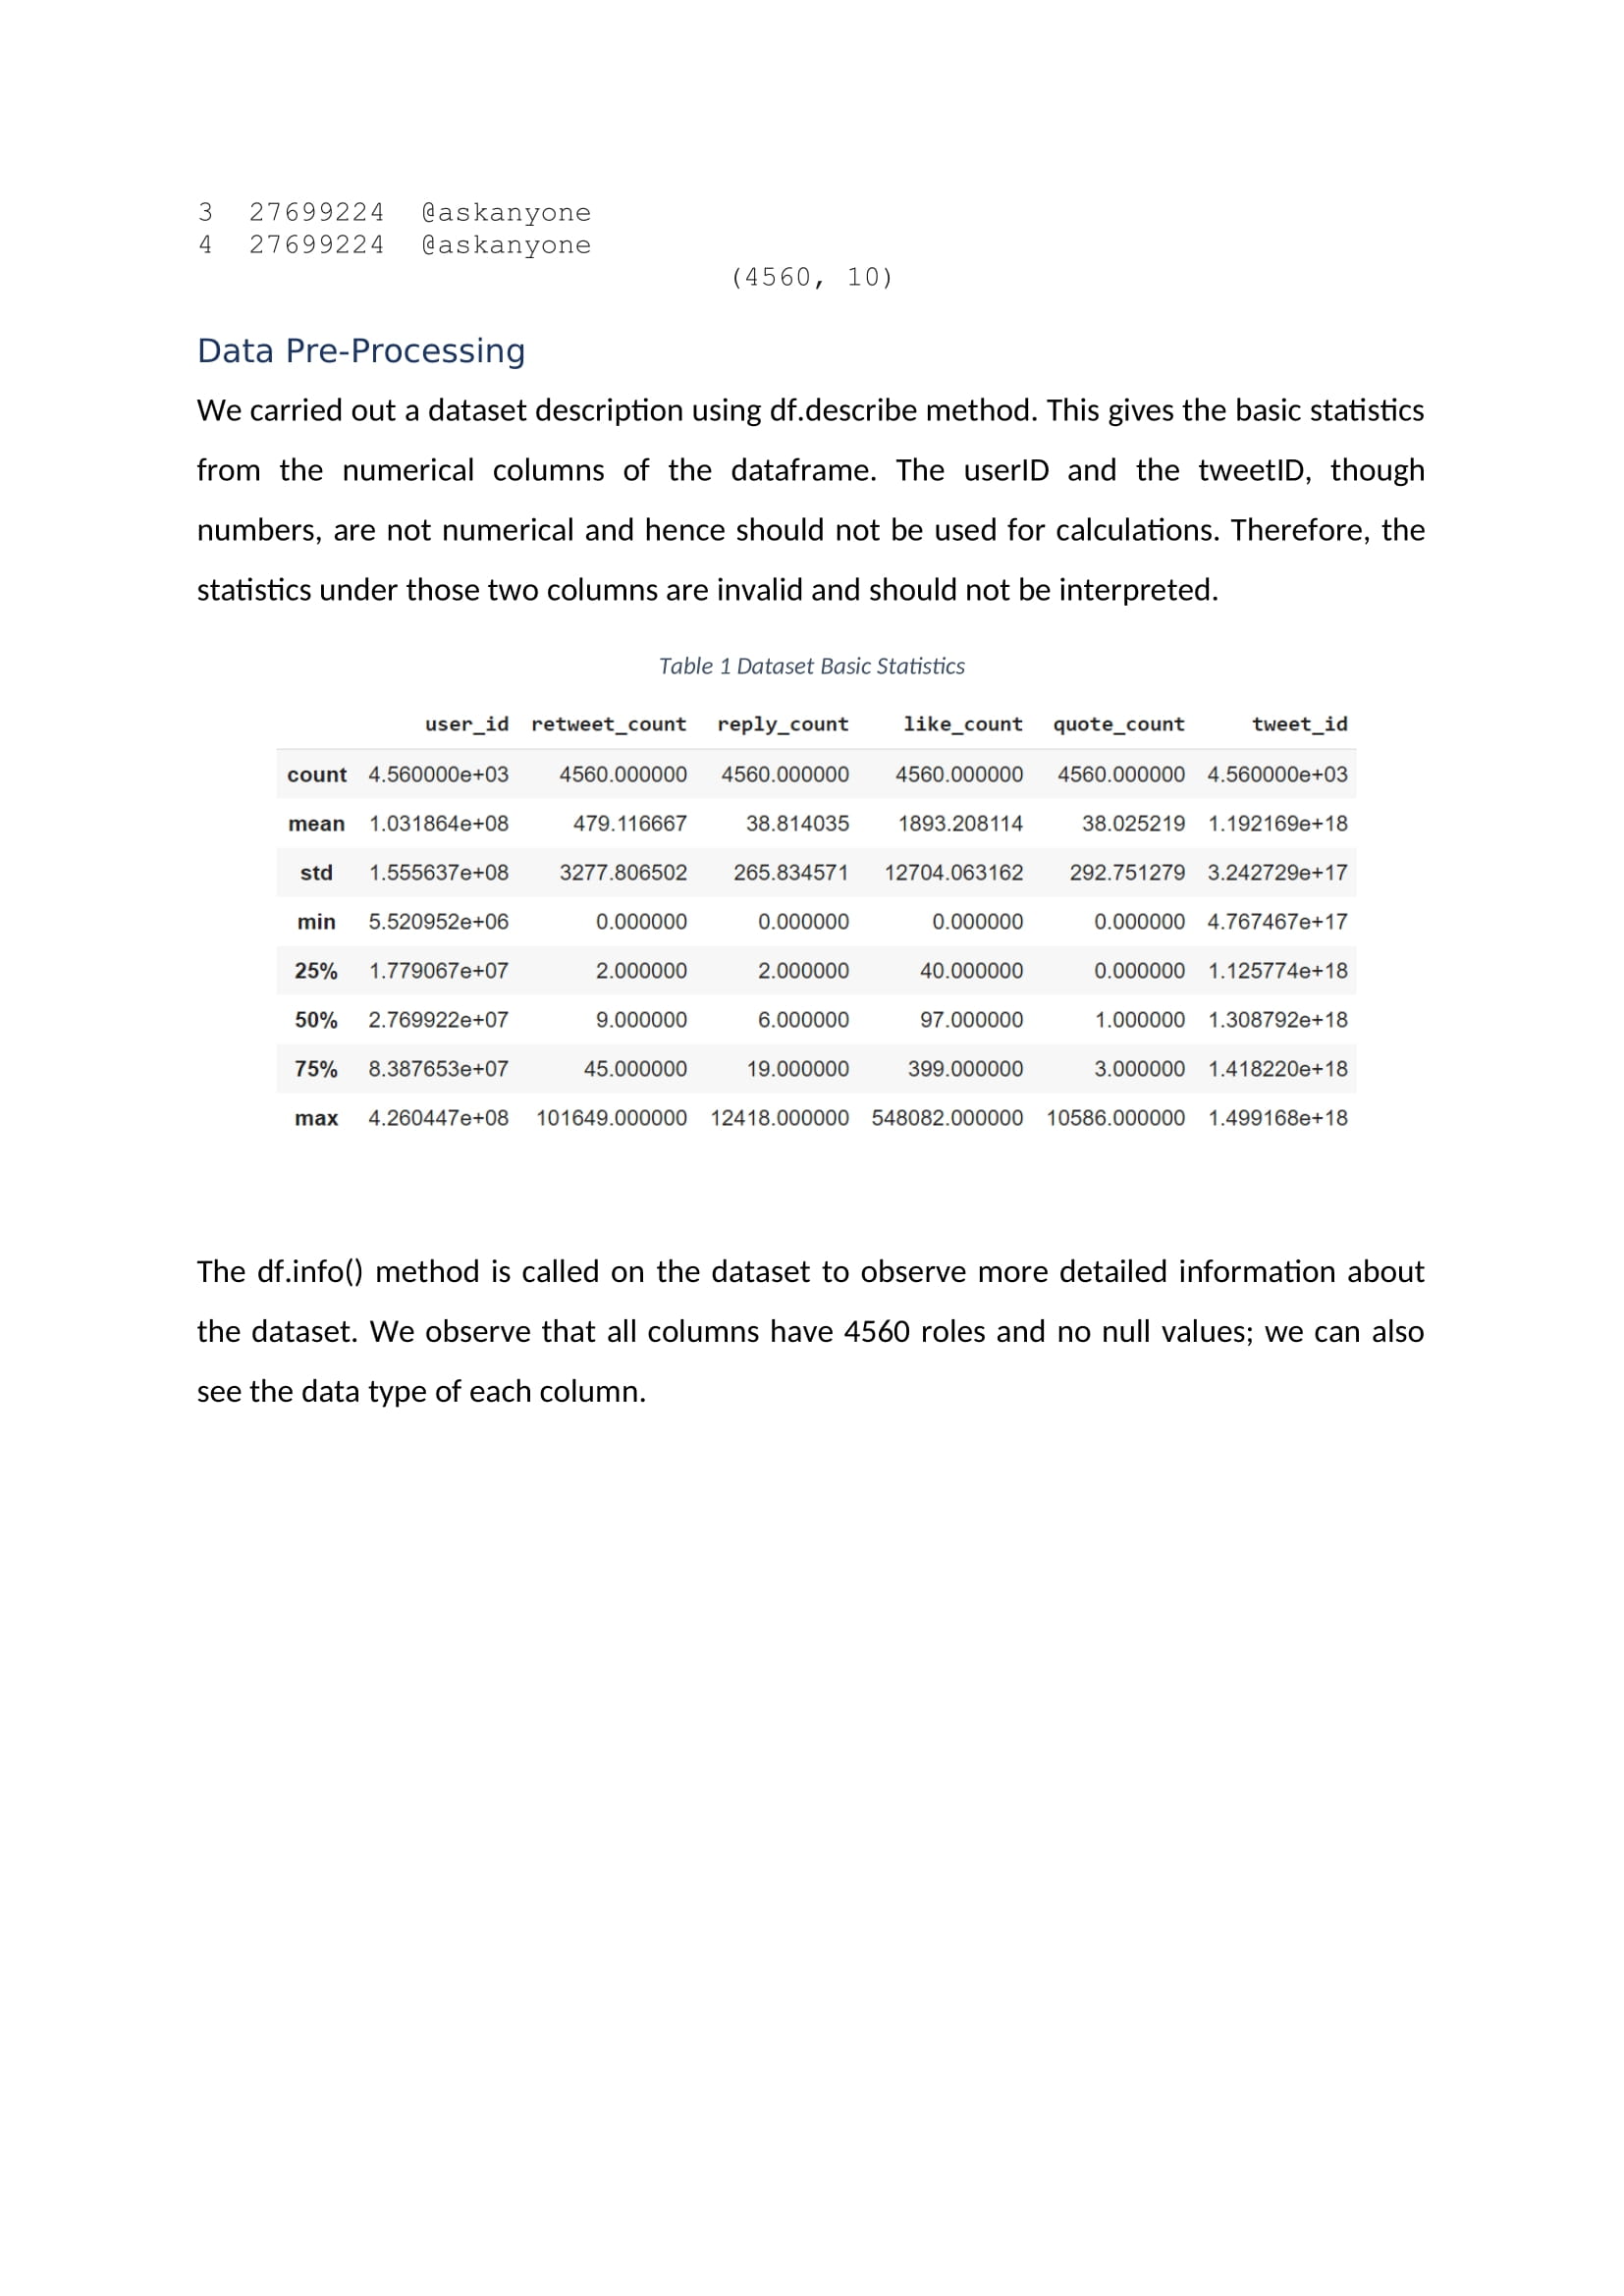 3  27699224  @askanyone
4  27699224  @askanyone
(4560, 10)
Data Pre-Processing
We carried out a dataset description using df.describe method. This gives the basic statistics
from the numerical columns of the dataframe. The userID and the tweetID, though
numbers, are not numerical and hence should not be used for calculations. Therefore, the
statistics under those two columns are invalid and should not be interpreted.
Table 1 Dataset Basic Statistics
user_id retweet_count reply_count like_count quote_count tweet_id
count 4.560000e+03 4560.000000 4560.000000 4560.000000 4560.000000 4.560000e+03
mean 1.031864e+08 479.116667 38.814035 1893.208114 38.025219 1.192169e+18
std 1.555637e+08 3277.806502 265.834571 12704.063162 292.751279 3.242729e+17
min 5.520952e+06 0.000000 0.000000 0.000000 0.000000 4.767467e+17
25% 1.779067e+07 2.000000 2.000000 40.000000 0.000000 1.125774e+18
50% 2.769922e+07 9.000000 6.000000 97.000000 1.000000 1.308792e+18
75% 8.387653e+07 45.000000 19.000000 399.000000 3.000000 1.418220e+18
max 4.260447e+08 101649.000000 12418.000000 548082.000000 10586.000000 1.499168e+18
The df.info() method is called on the dataset to observe more detailed information about
the dataset. We observe that all columns have 4560 roles and no null values; we can also
see the data type of each column.